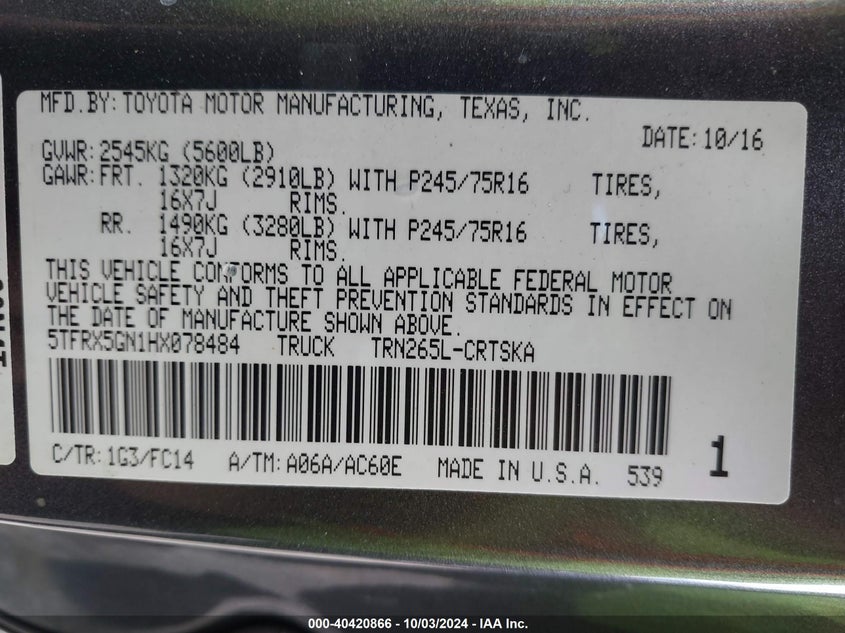 MFD.BY: TOYOTA MOTOR MANUFACTURING, TEXAS, INC.
DATE: 10/16
GVWR: 2545KG (5600LB)
GAWR: FRT. 1320KG (2910LB) WITH P245/75R16 TIRES,
16X7J RIMS.
RR. 1490KG (3280LB) WITH P245/75R16 TIRES,
16X7J RIMS.
THIS VEHICLE CONFORMS TO ALL APPLICABLE FEDERAL MOTOR
VEHICLE SAFETY AND THEFT PREVENTION STANDARDS IN EFFECT ON
THE DATE OF MANUFACTURE SHOWN ABOVE.
5TFRX5GN1HX078484 TRUCK TRN265L-CRTSKA
C/TR: 1G3/FC14 A/TM: A06A/AC60E MADE IN U.S.A. 539 1
000-40420866 - 10/03/2024 - IAA Inc.